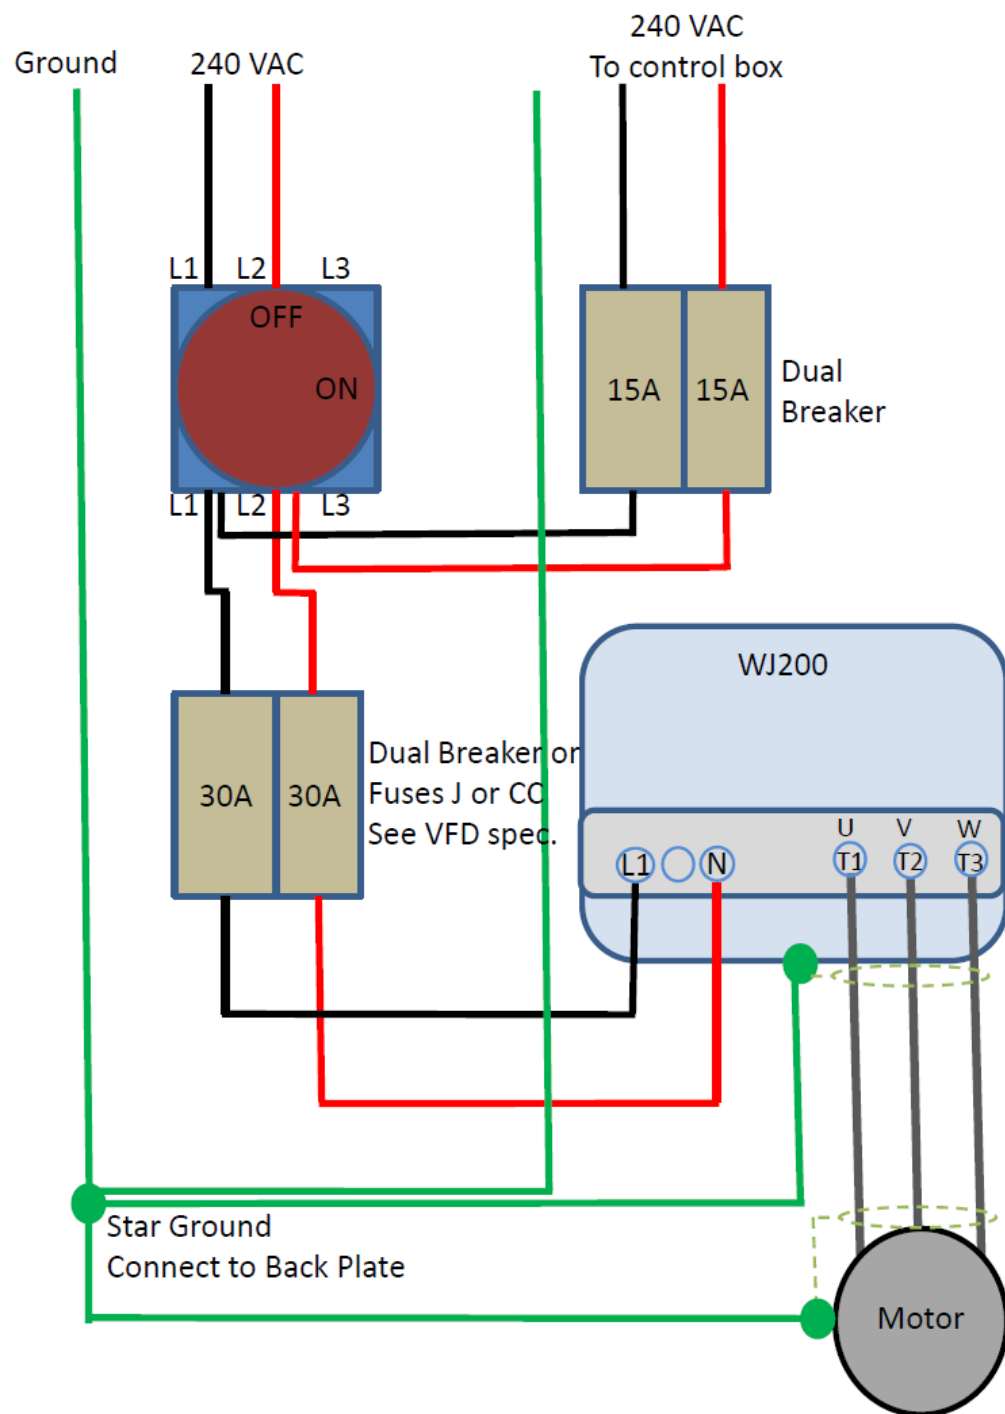 240 VAC
Ground
240 VAC
To control box
L1
L2
L3
OFF
ON
15A
15A
Dual
Breaker
L1
L2
L3
WJ200
Dual Breaker or
Fuses J or CC
See VFD spec.
30A
30A
U
V
W
L1
N
T1
T2
T3
Star Ground
Connect to Back Plate
Motor